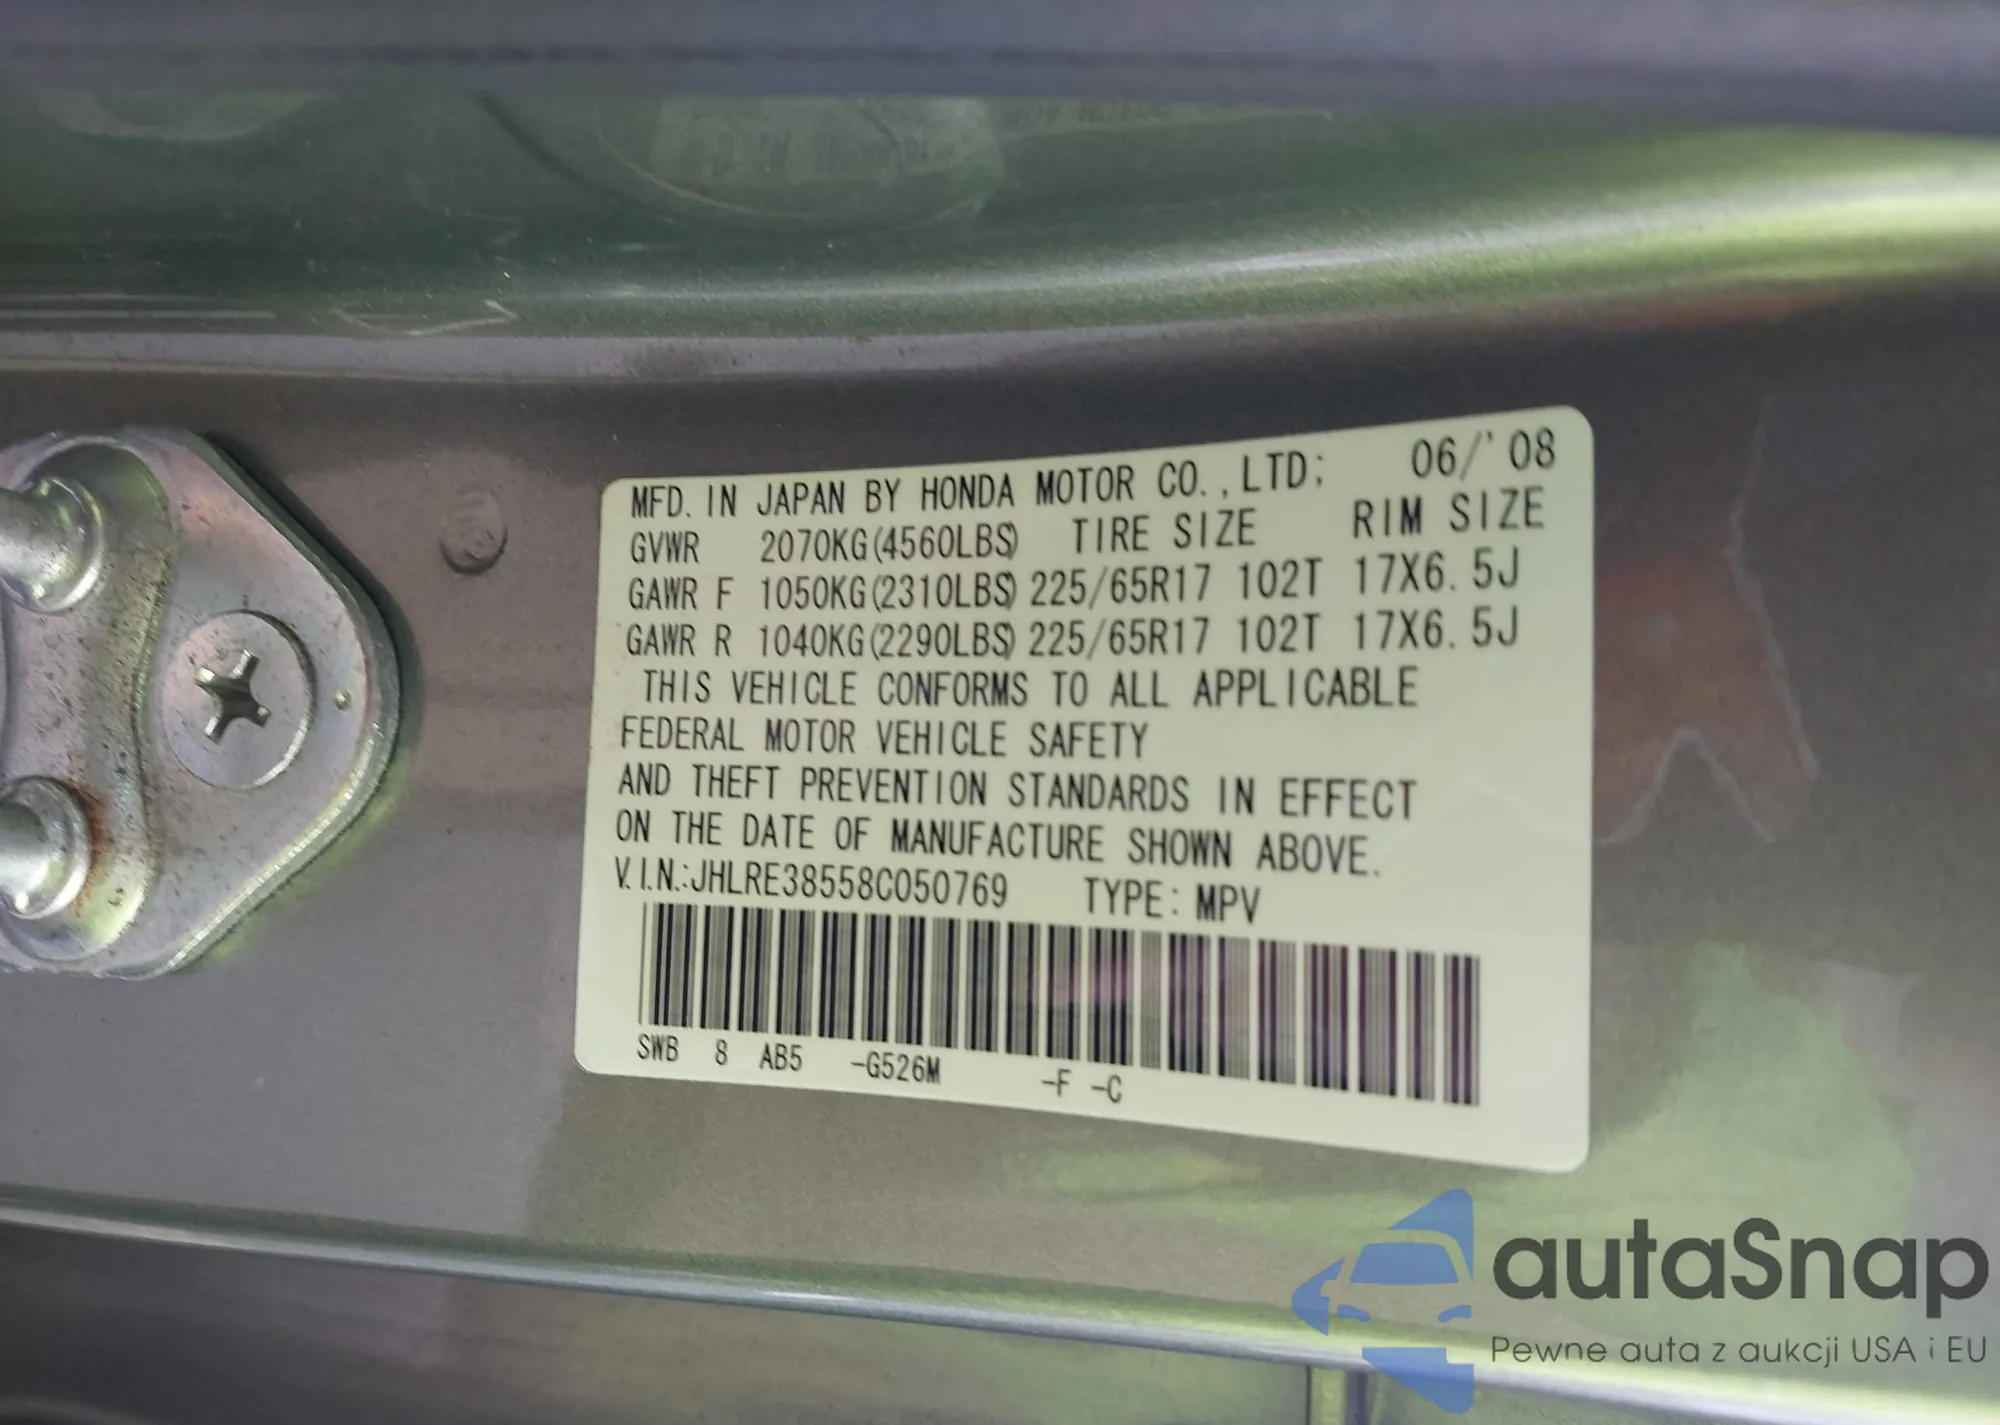 MFD. IN JAPAN BY HONDA MOTOR CO.,LTD; 06/'08
GVWR 2070KG(4560LBS) TIRE SIZE RIM SIZE
GAWR F 1050KG(2310LBS) 225/65R17 102T 17X6.5J
GAWR R 1040KG(2290LBS) 225/65R17 102T 17X6.5J
THIS VEHICLE CONFORMS TO ALL APPLICABLE
FEDERAL MOTOR VEHICLE SAFETY
AND THEFT PREVENTION STANDARDS IN EFFECT
ON THE DATE OF MANUFACTURE SHOWN ABOVE.
V.I.N.:JHLRE38558C050769 TYPE: MPV
SWB 8 AB5 -G526M -F -C
autaSnap
Pewne auta z aukcji USA i EU